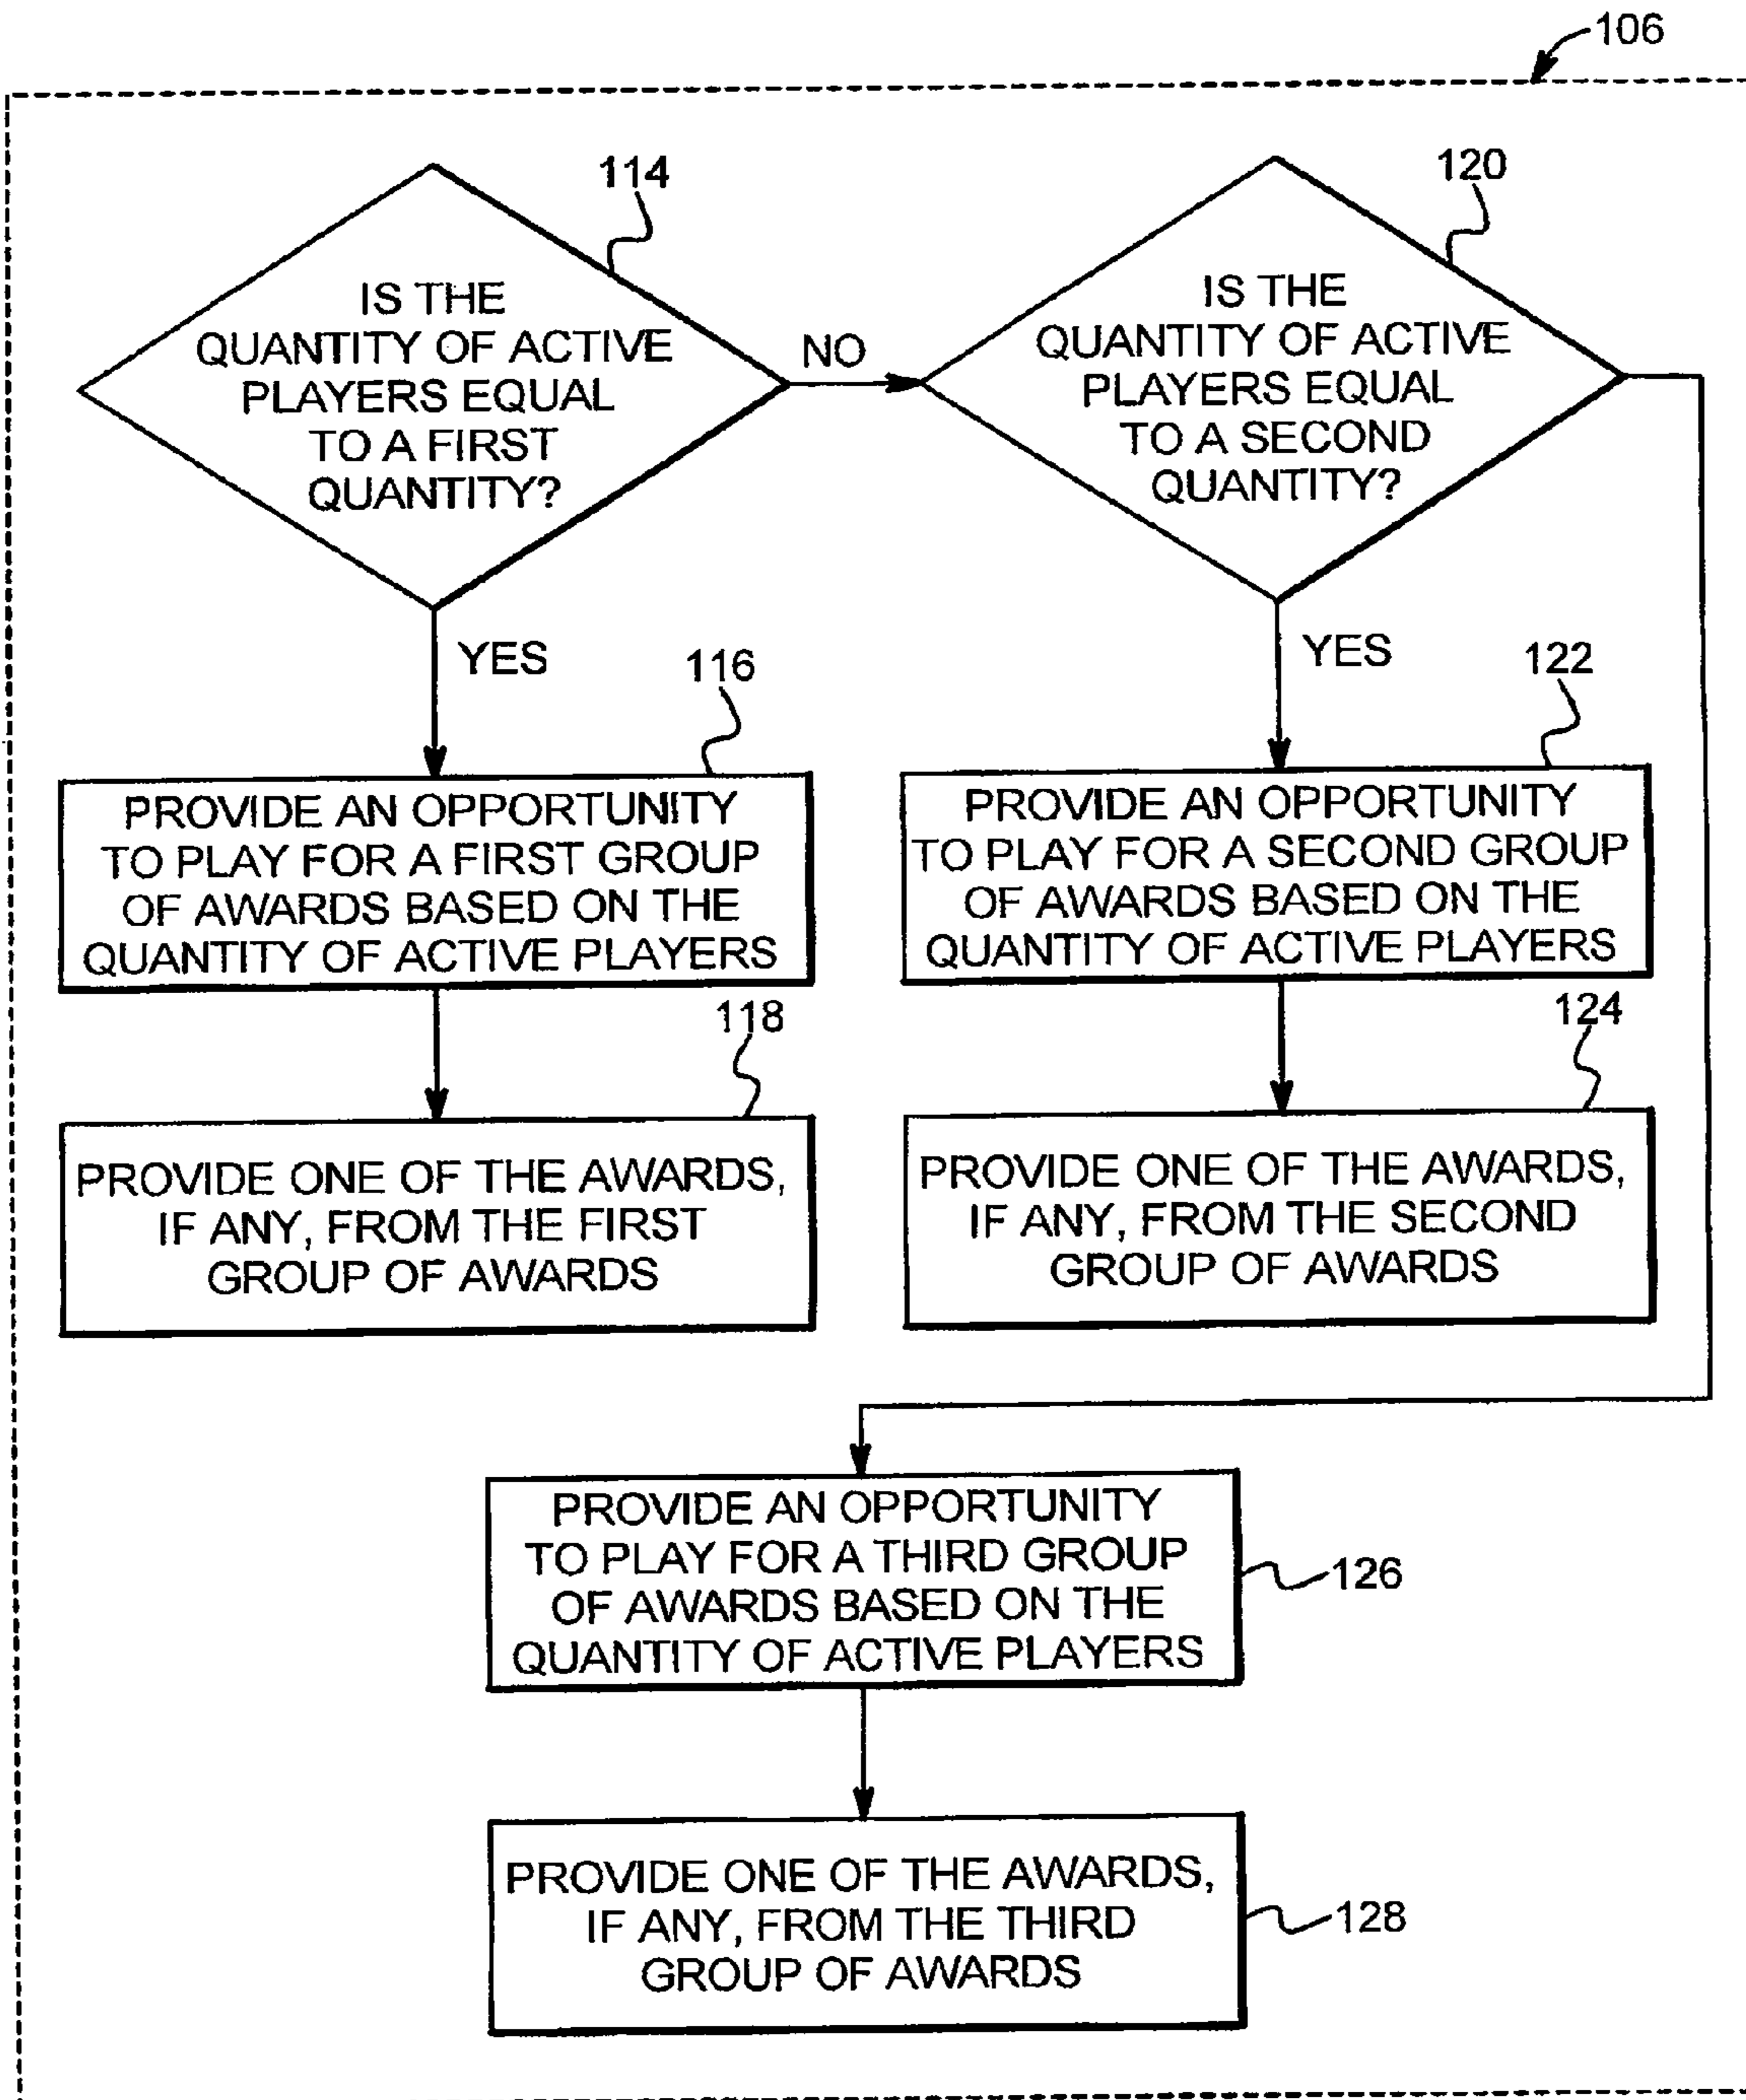 106
114
IS THE
QUANTITY OF ACTIVE
PLAYERS EQUAL
TO A FIRST
QUANTITY?
NO
120
IS THE
QUANTITY OF ACTIVE
PLAYERS EQUAL
TO A SECOND
QUANTITY?
YES
116
PROVIDE AN OPPORTUNITY
TO PLAY FOR A FIRST GROUP
OF AWARDS BASED ON THE
QUANTITY OF ACTIVE PLAYERS
YES
122
PROVIDE AN OPPORTUNITY
TO PLAY FOR A SECOND GROUP
OF AWARDS BASED ON THE
QUANTITY OF ACTIVE PLAYERS
118
PROVIDE ONE OF THE AWARDS,
IF ANY, FROM THE FIRST
GROUP OF AWARDS
124
PROVIDE ONE OF THE AWARDS,
IF ANY, FROM THE SECOND
GROUP OF AWARDS
PROVIDE AN OPPORTUNITY
TO PLAY FOR A THIRD GROUP
OF AWARDS BASED ON THE
QUANTITY OF ACTIVE PLAYERS
126
PROVIDE ONE OF THE AWARDS,
IF ANY, FROM THE THIRD
GROUP OF AWARDS
128